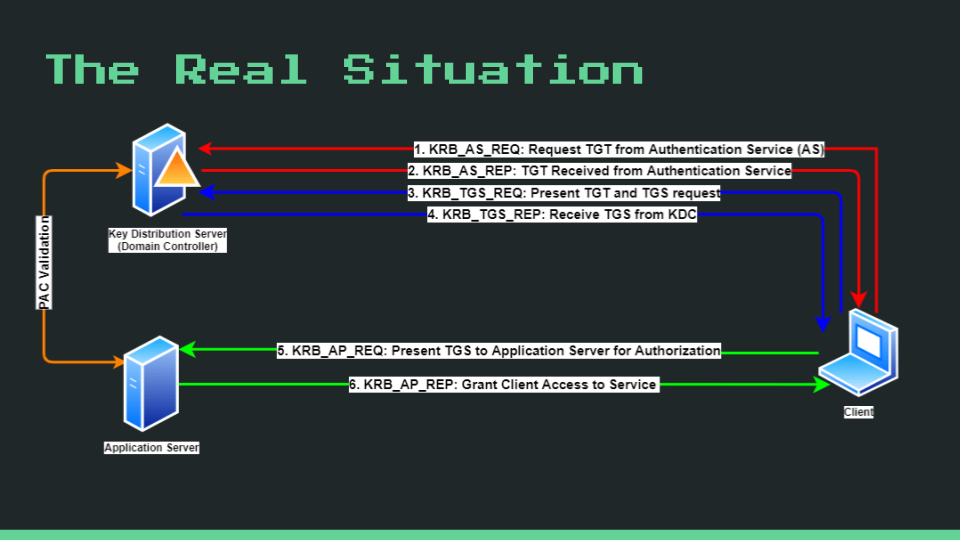 The Real Situation
1. KRB_AS_REQ: Request TGT from Authentication Service (AS)
2. KRB_AS_REP: TGT Received from Authentication Service
3. KRB_TGS_REQ: Present TGT and TGS request
4. KRB_TGS_REP: Receive TGS from KDC
Key Distribution Server
(Domain Controller)
PAC Validation
5. KRB_AP_REQ: Present TGS to Application Server for Authorization
6. KRB_AP_REP: Grant Client Access to Service
Client
Application Server